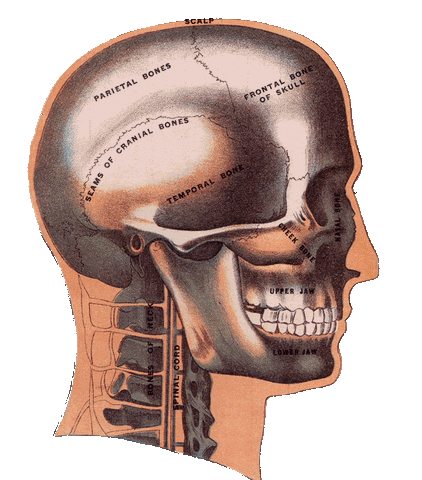 SCALP
PARIETAL BONES
FRONTAL BONE
OF SKULL
SEAMS OF CRANIAL BONES
TEMPORAL BONE
NASAL BONE
CHEEK BONE
UPPER JAW
LOWER JAW
BONES OF NECK
SPINAL CORD